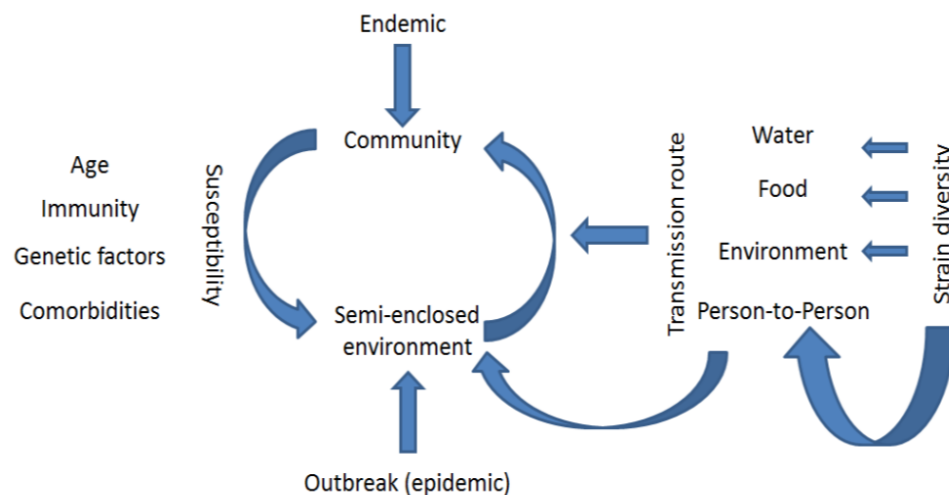 Endemic
Community
Semi-enclosed
environment
Outbreak (epidemic)
Age
Immunity
Genetic factors
Comorbidities
Susceptibility
Transmission route
Water
Food
Environment
Person-to-Person
Strain diversity